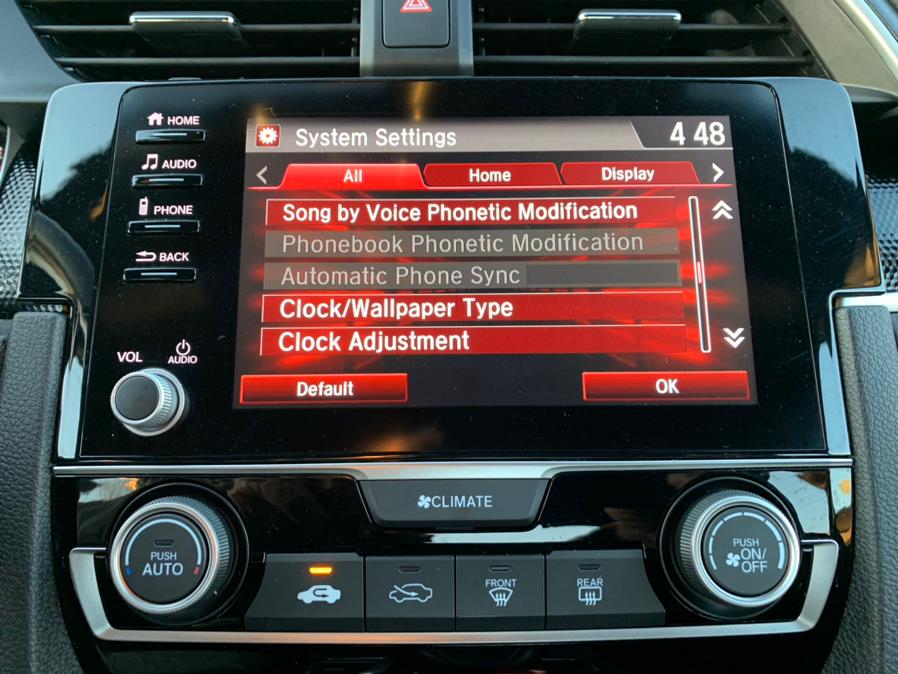 HOME
AUDIO
PHONE
BACK
VOL
AUDIO
System Settings
4 48
All
Home
Display
Song by Voice Phonetic Modification
Phonebook Phonetic Modification
Automatic Phone Sync
Clock/Wallpaper Type
Clock Adjustment
Default
OK
CLIMATE
PUSH
AUTO
FRONT
REAR
PUSH
ON/
OFF